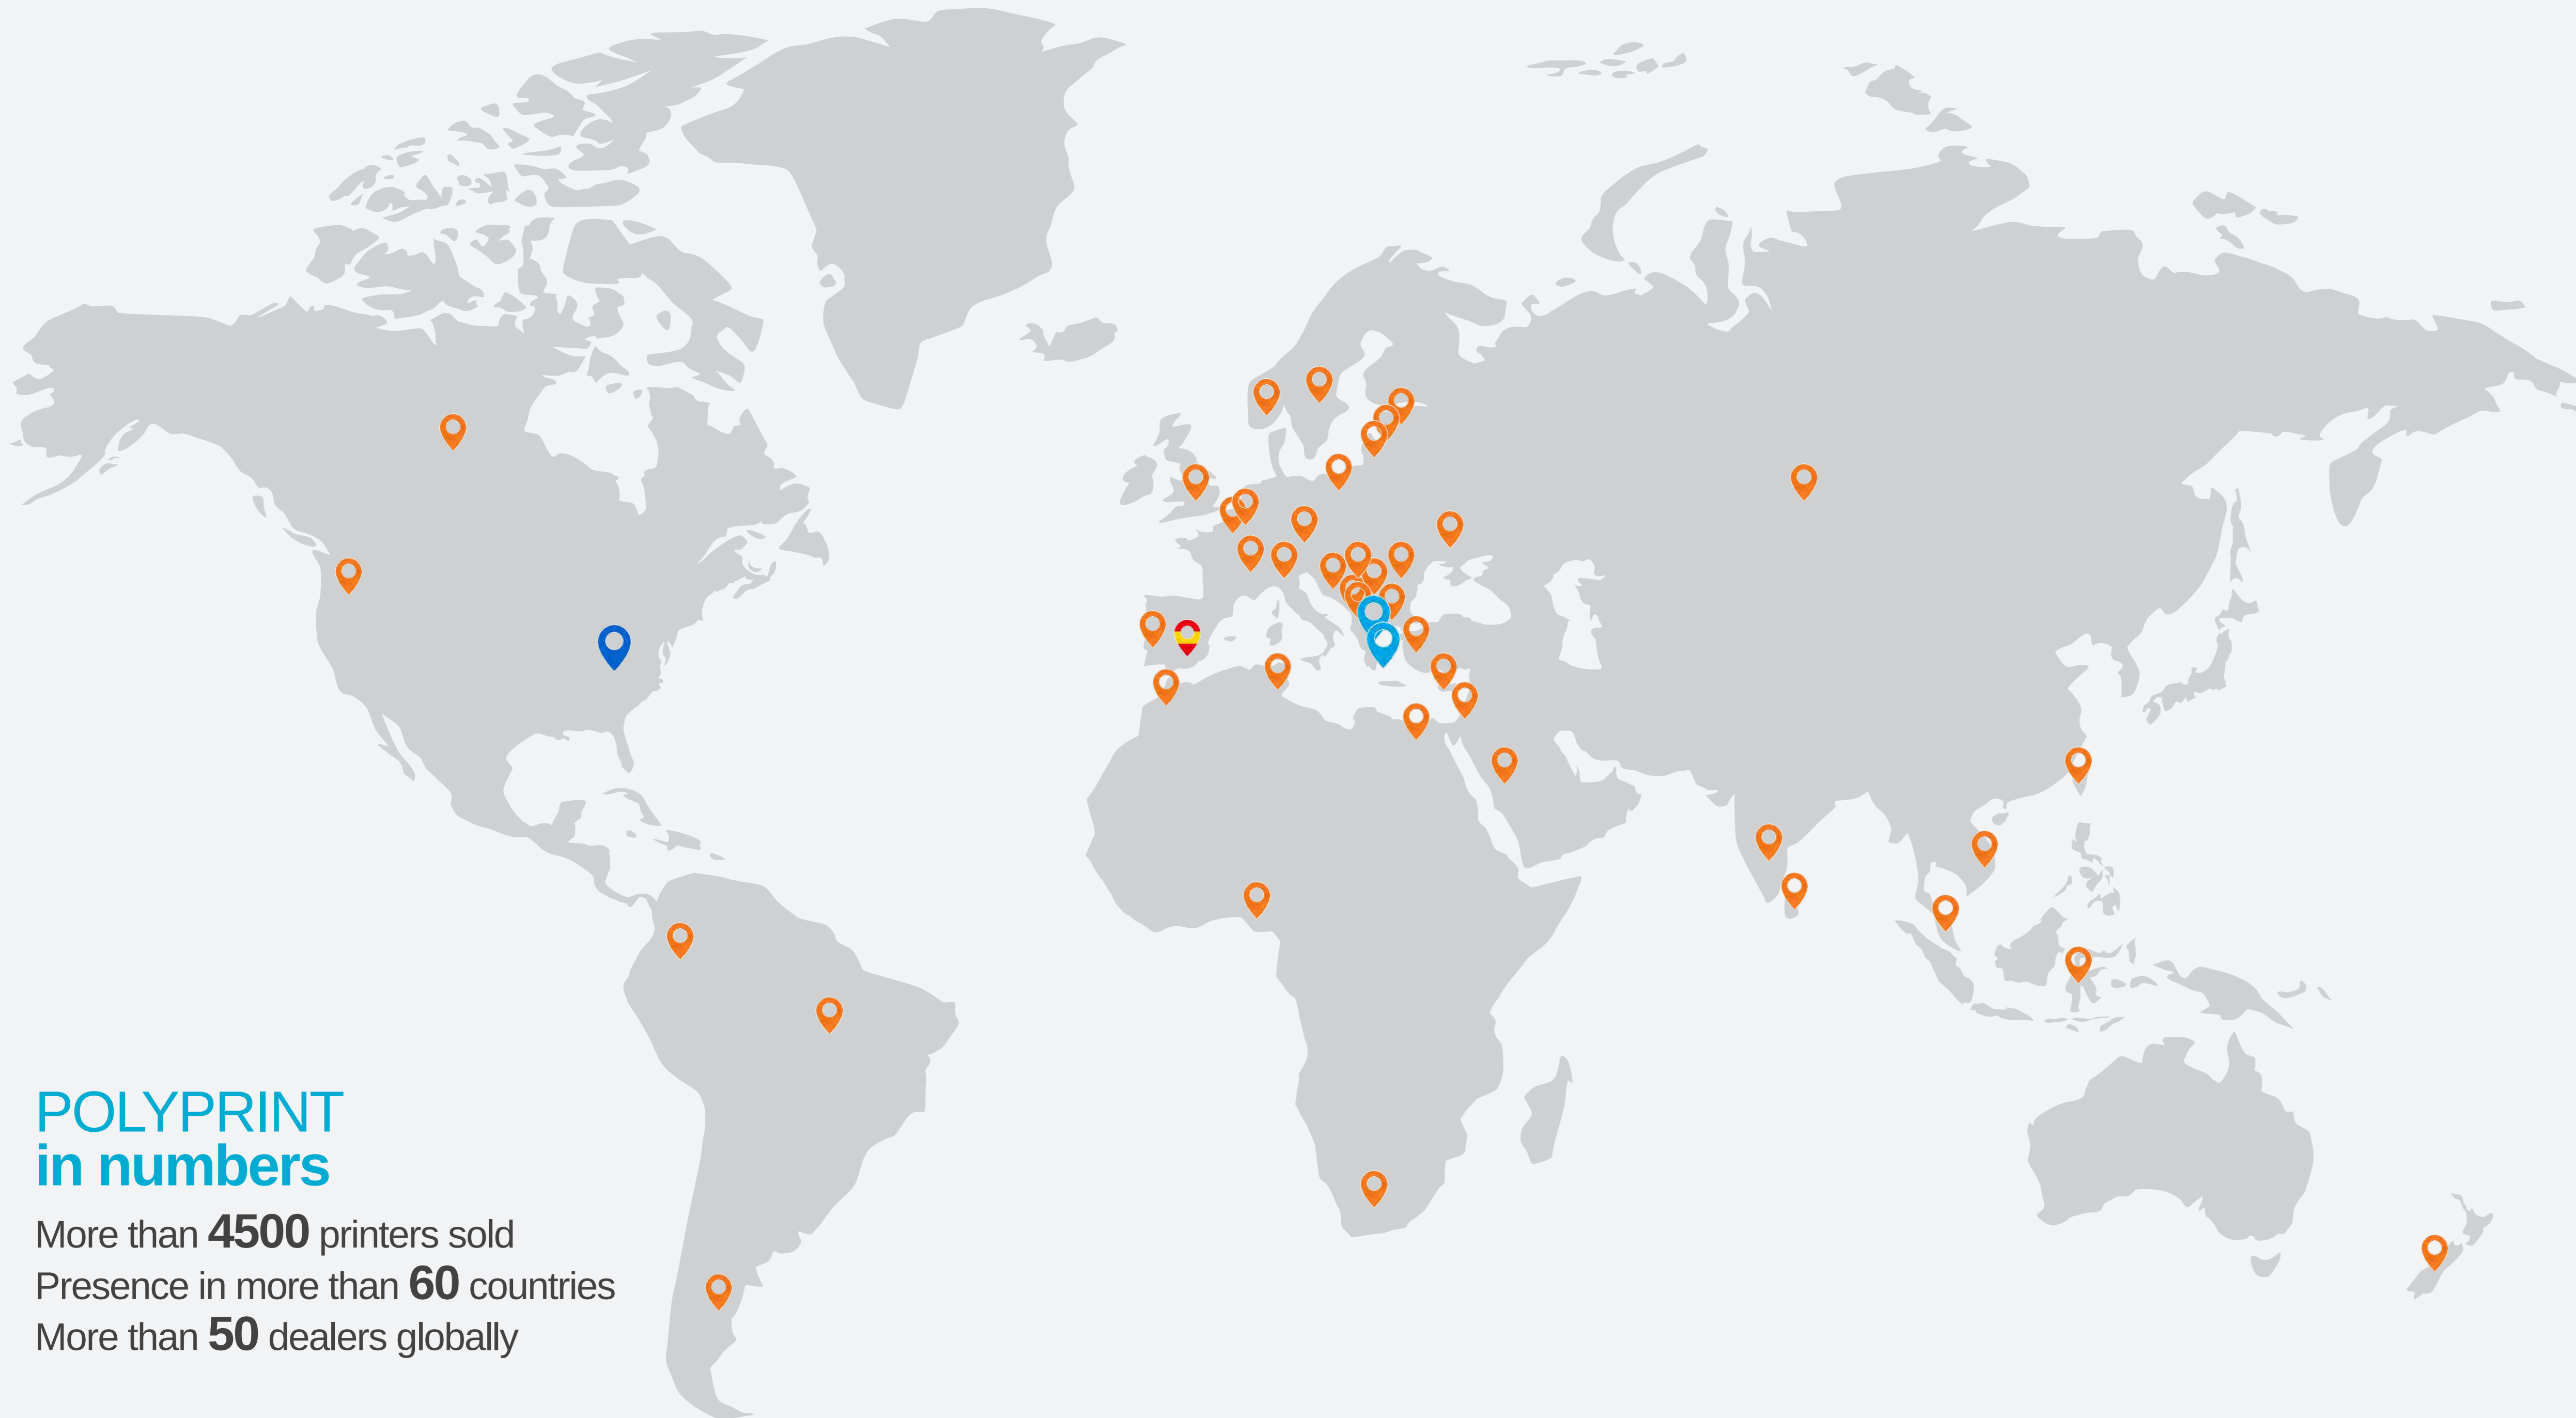 POLYPRINT
in numbers
More than 4500 printers sold
Presence in more than 60 countries
More than 50 dealers globally